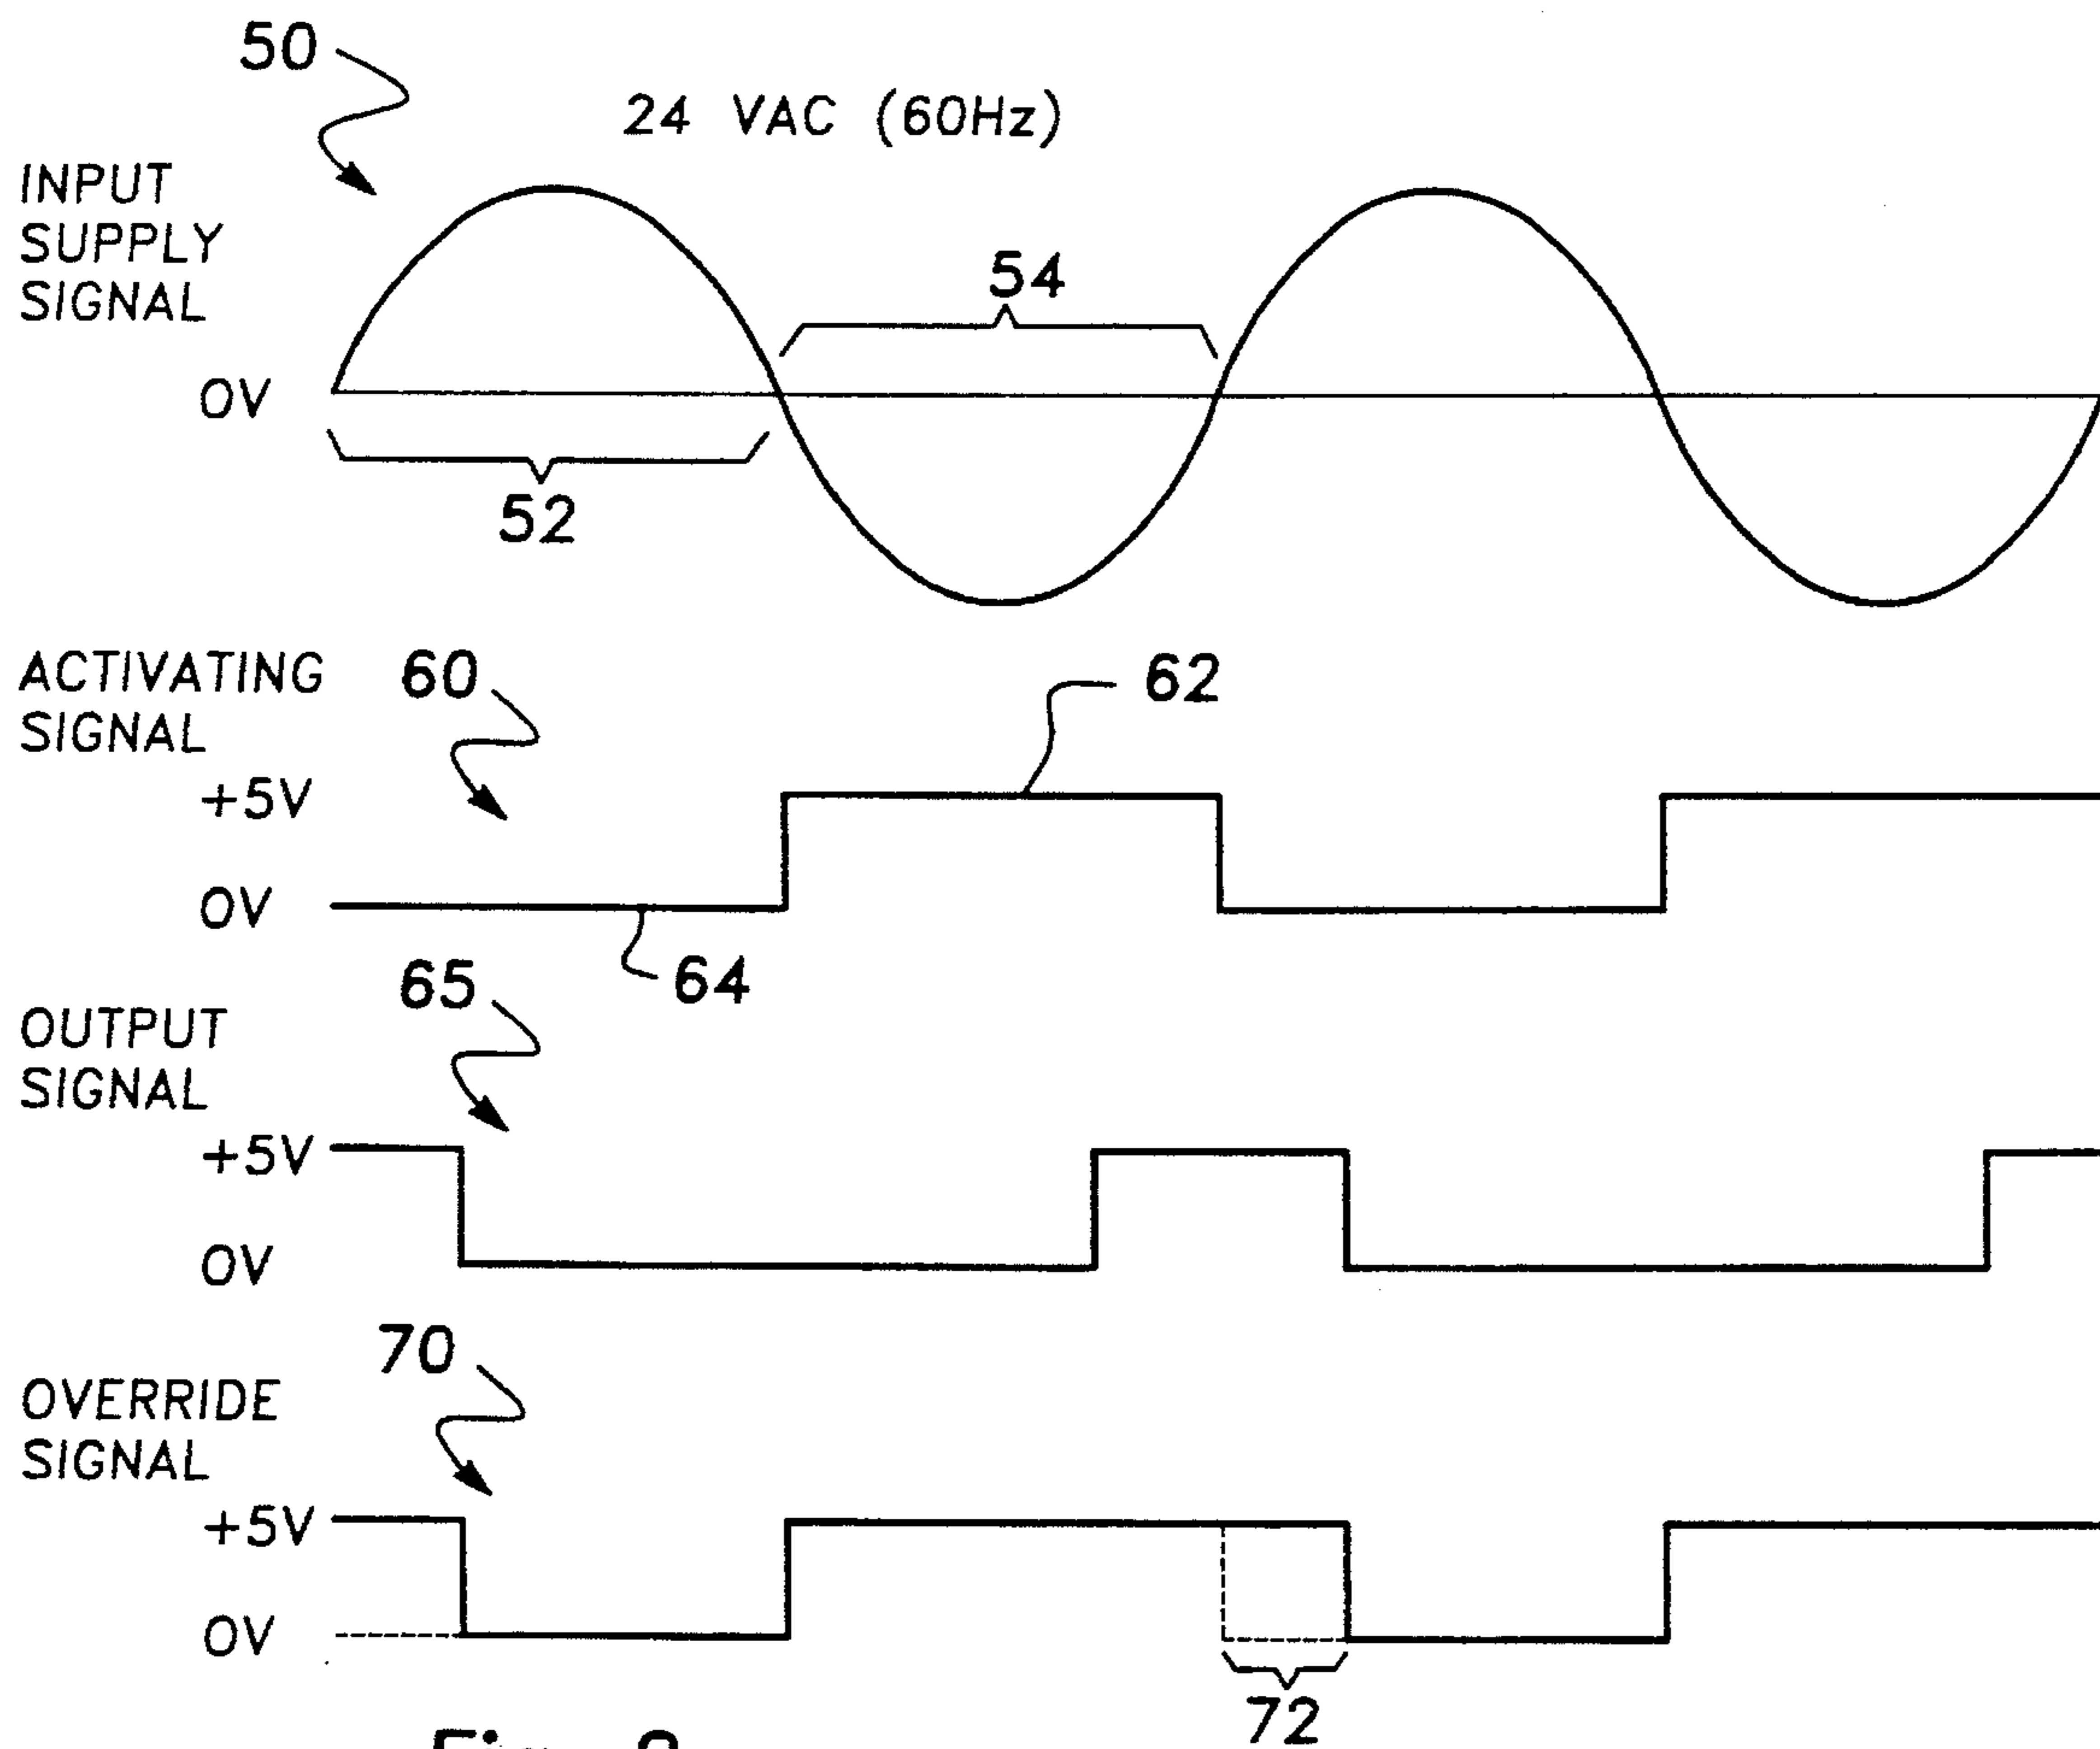 50
24 VAC (60Hz)
INPUT
SUPPLY
SIGNAL
54
0V
52
ACTIVATING
SIGNAL
60
62
+5V
0V
64
65
OUTPUT
SIGNAL
+5V
0V
70
OVERRIDE
SIGNAL
+5V
0V
72